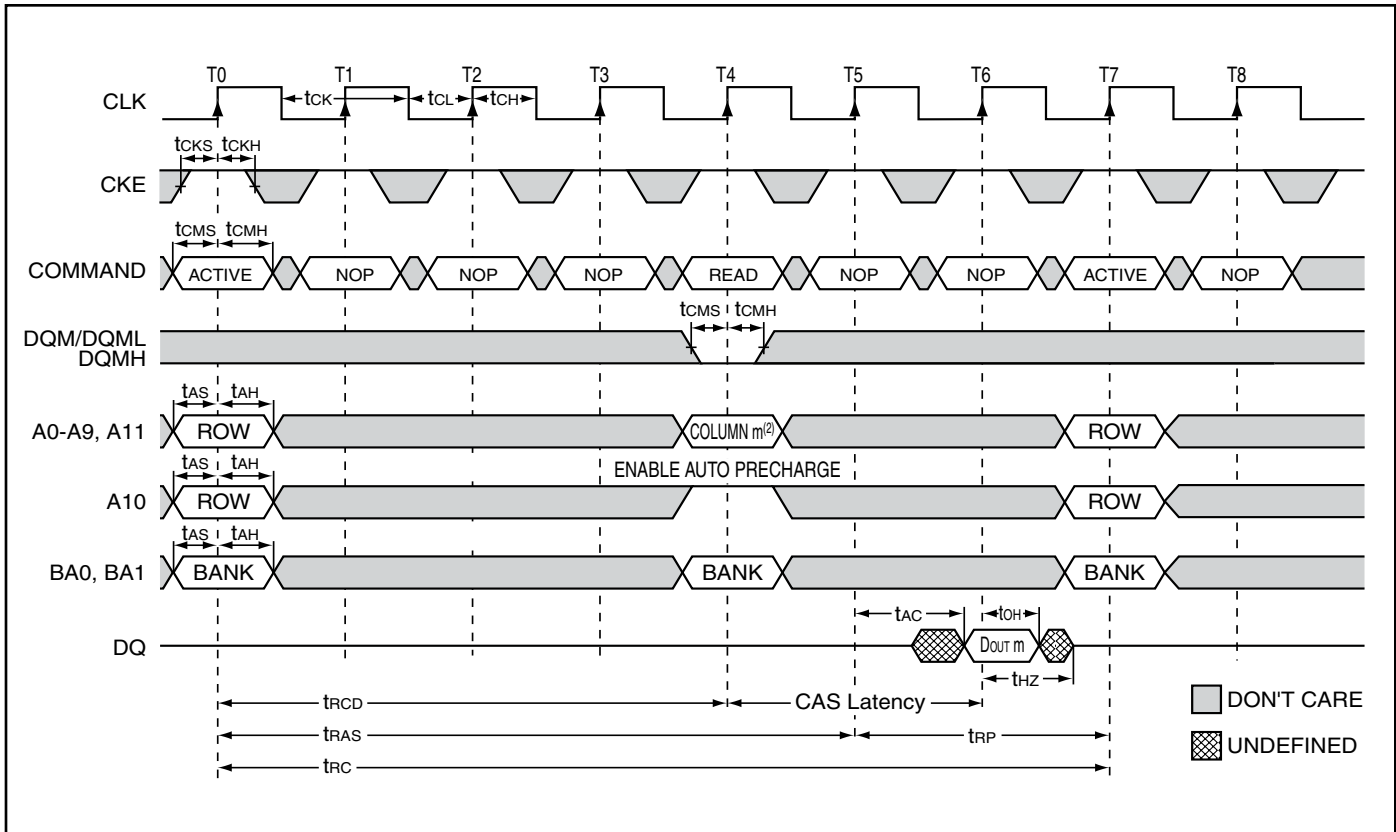 T0 T1 T2 T3 T4 T5 T6 T7 T8
CLK
tCK tCL tCH
tCKS tCKH
CKE
tCMS tCMH
COMMAND ACTIVE NOP NOP NOP READ NOP NOP ACTIVE NOP
tCMS tCMH
DQM/DQML
DQMH
tAS tAH
A0-A9, A11 ROW COLUMN m(2) ROW
tAS tAH ENABLE AUTO PRECHARGE
A10 ROW ROW
tAS tAH
BA0, BA1 BANK BANK BANK
tAC tOH
DQ DOUT m
tHZ
tRCD CAS Latency DON'T CARE
tRAS tRP UNDEFINED
tRC